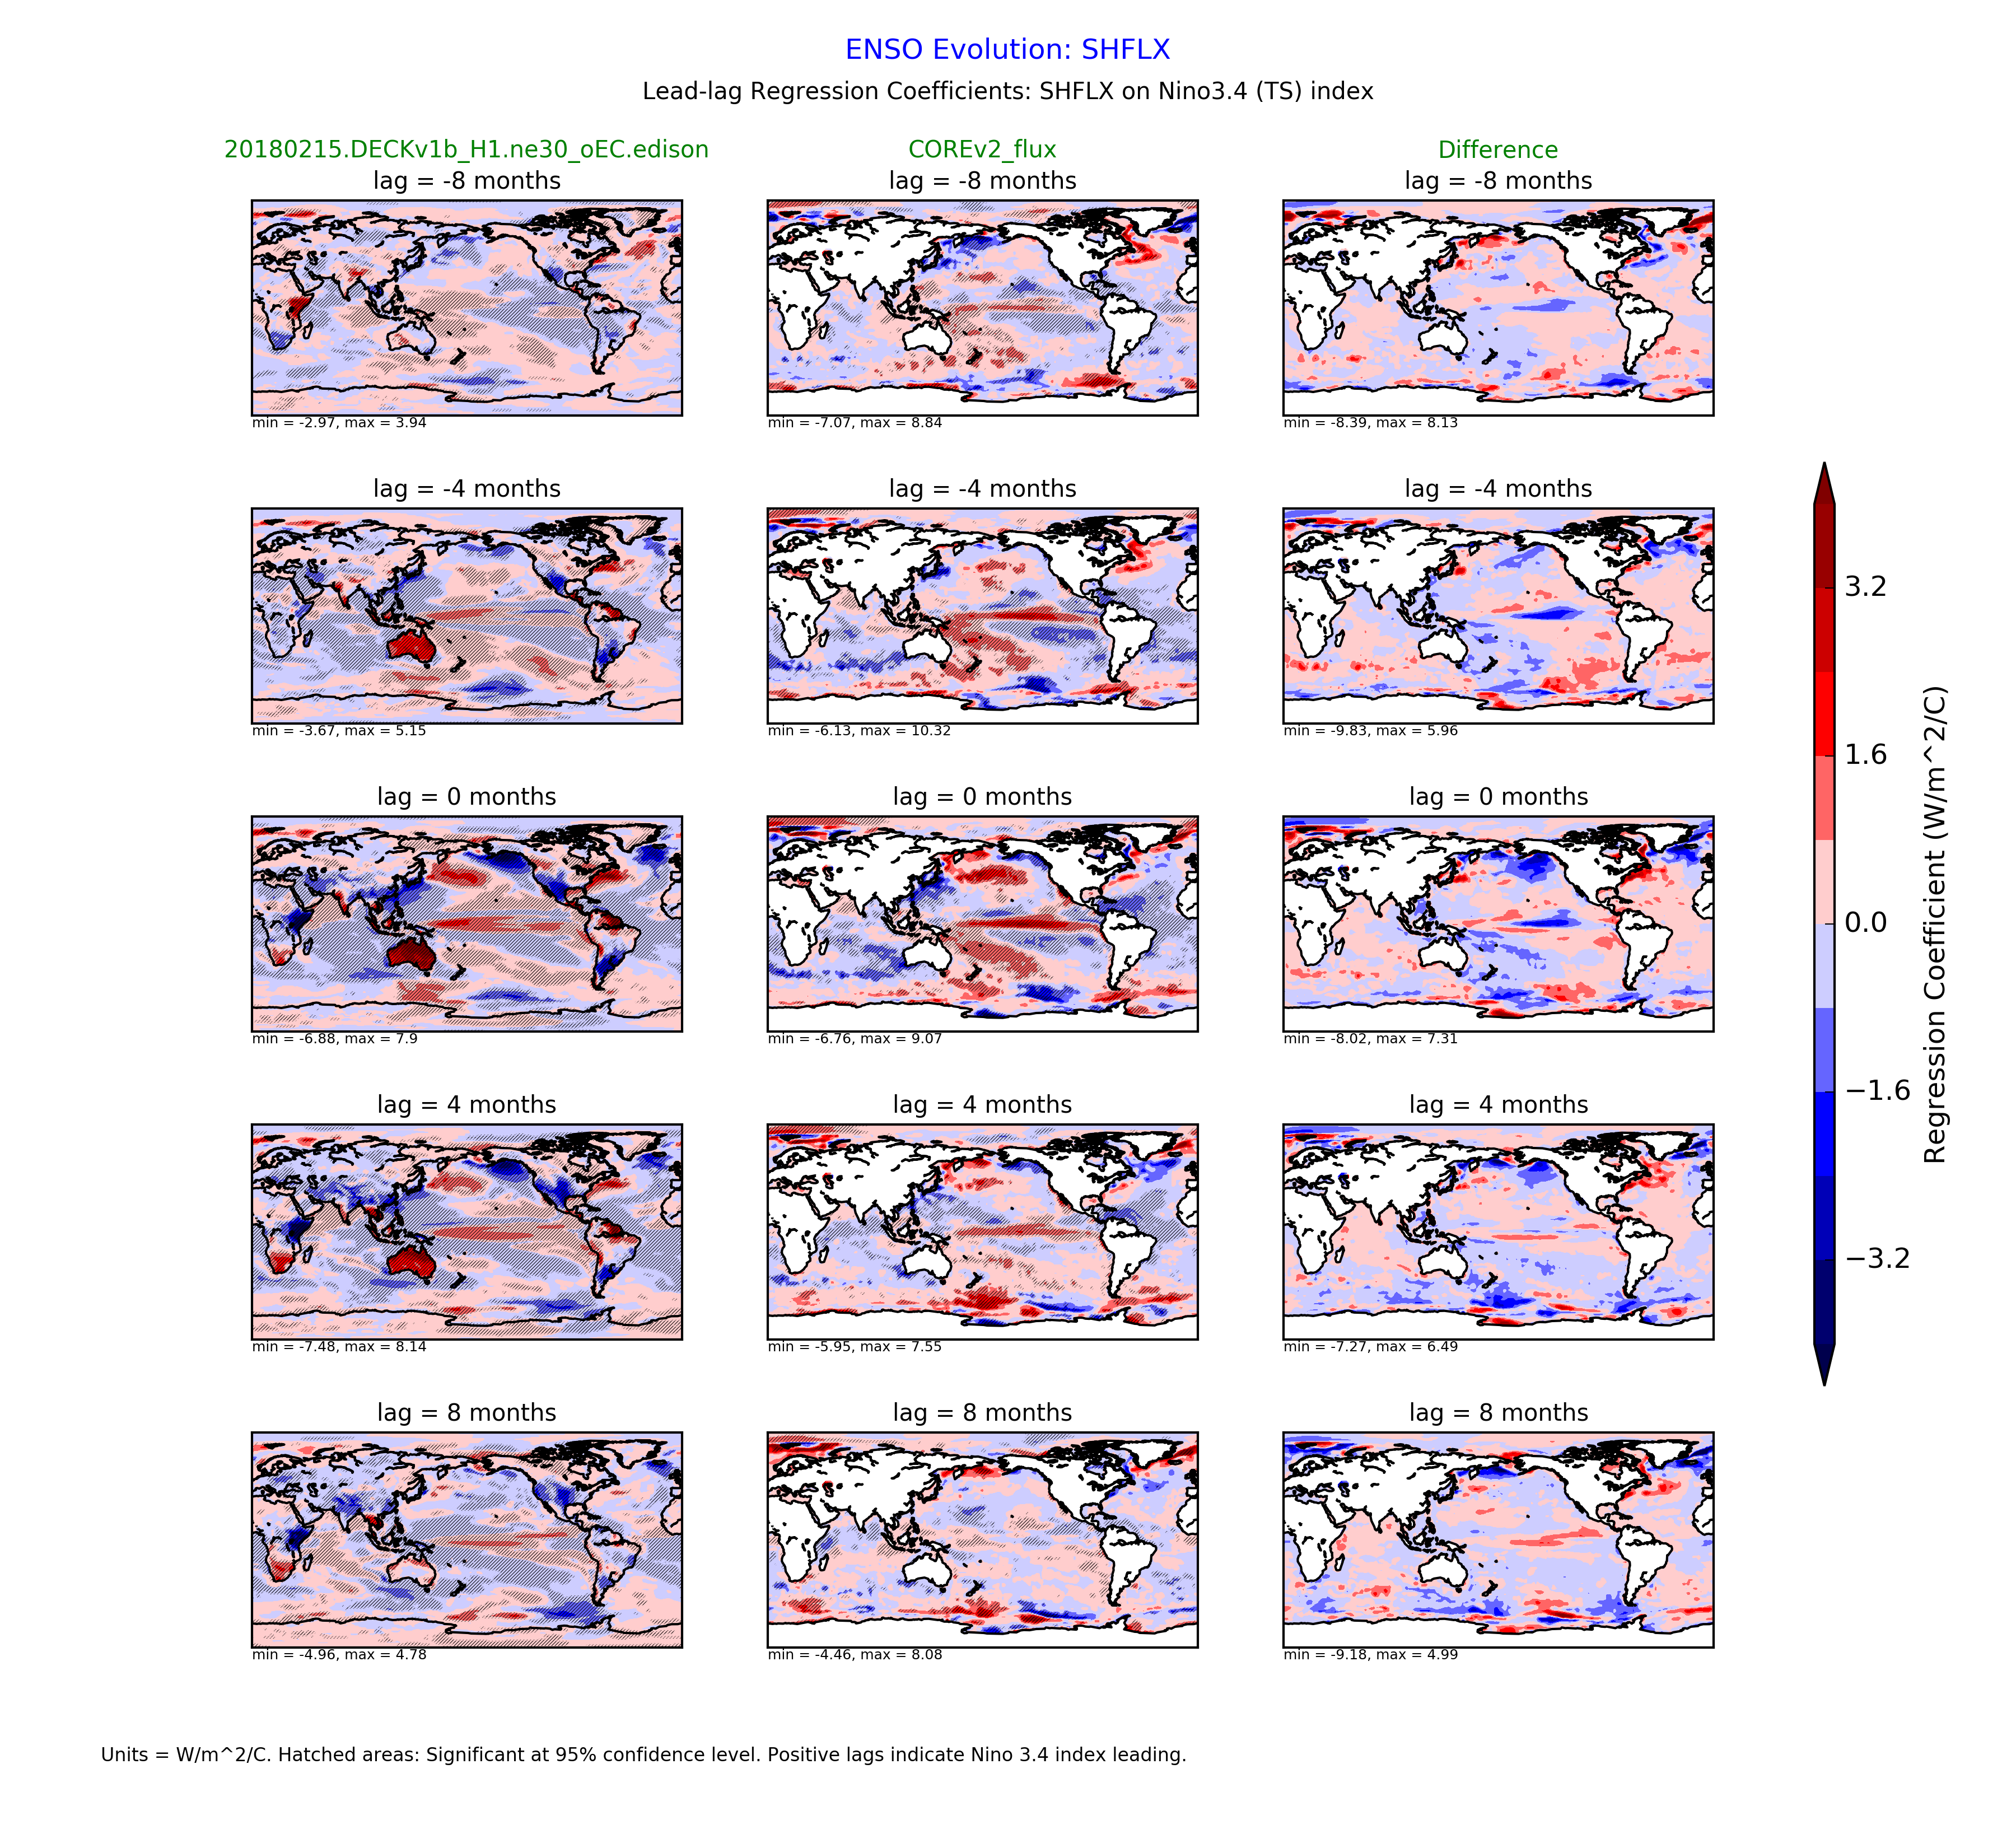 ENSO Evolution: SHFLX
Lead-lag Regression Coefficients: SHFLX on Nino3.4 (TS) index
20180215.DECKv1b_H1.ne30_oEC.edison
COREv2_flux
Difference
lag = -8 months
lag = -8 months
lag = -8 months
min = -2.97, max = 3.94
min = -7.07, max = 8.84
min = -8.39, max = 8.13
lag = -4 months
lag = -4 months
lag = -4 months
min = -3.67, max = 5.15
min = -6.13, max = 10.32
min = -9.83, max = 5.96
lag = 0 months
lag = 0 months
lag = 0 months
min = -6.88, max = 7.9
min = -6.76, max = 9.07
min = -8.02, max = 7.31
lag = 4 months
lag = 4 months
lag = 4 months
min = -7.48, max = 8.14
min = -5.95, max = 7.55
min = -7.27, max = 6.49
lag = 8 months
lag = 8 months
lag = 8 months
min = -4.96, max = 4.78
min = -4.46, max = 8.08
min = -9.18, max = 4.99
3.2
1.6
0.0
−1.6
−3.2
Regression Coefficient (W/m^2/C)
Units = W/m^2/C. Hatched areas: Significant at 95% confidence level. Positive lags indicate Nino 3.4 index leading.